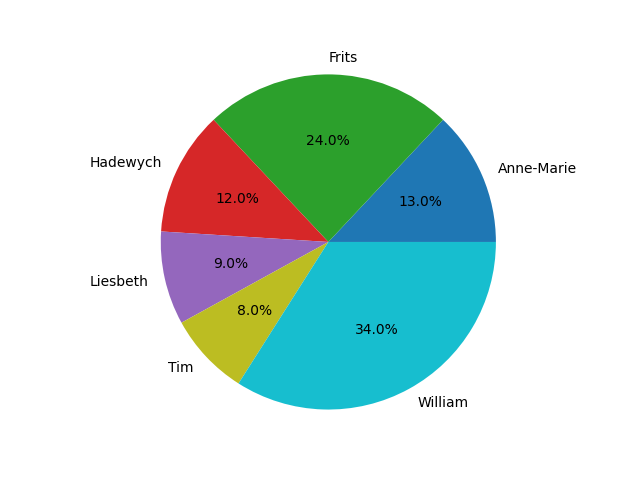 Frits
24.0%
Hadewych
Anne-Marie
12.0%
13.0%
9.0%
Liesbeth
8.0%
34.0%
Tim
William